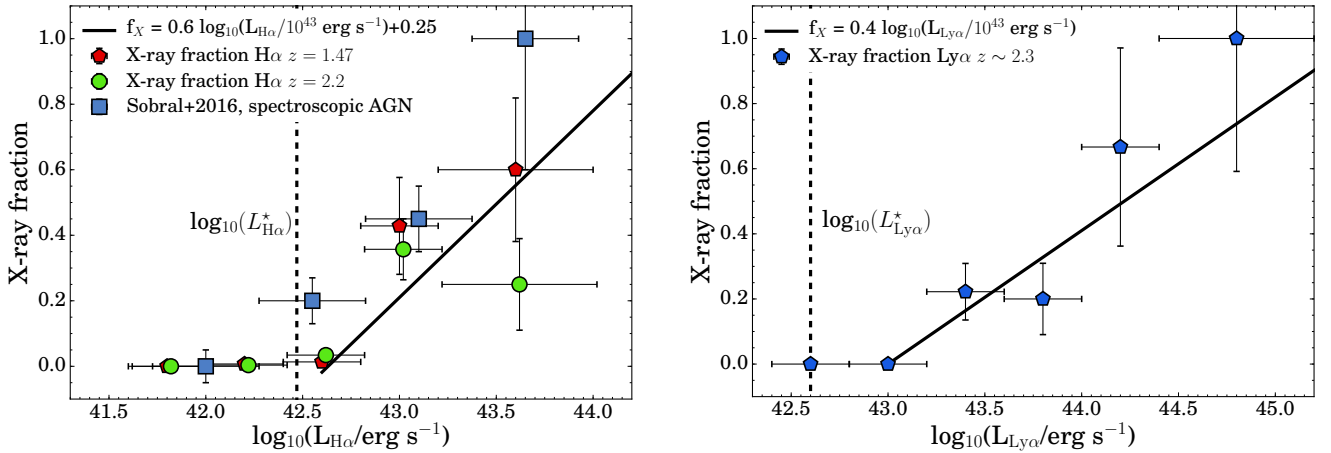 f_X = 0.6 log₁₀(L_Hα/10⁴³ erg s⁻¹)+0.25
X-ray fraction Hα z = 1.47
X-ray fraction Hα z = 2.2
Sobral+2016, spectroscopic AGN
log₁₀(L*_Hα)
X-ray fraction
1.0
0.8
0.6
0.4
0.2
0.0
41.5 42.0 42.5 43.0 43.5 44.0
log₁₀(L_Hα/erg s⁻¹)
f_X = 0.4 log₁₀(L_Lyα/10⁴³ erg s⁻¹)
X-ray fraction Lyα z ∼ 2.3
log₁₀(L*_Lyα)
X-ray fraction
1.0
0.8
0.6
0.4
0.2
0.0
42.5 43.0 43.5 44.0 44.5 45.0
log₁₀(L_Lyα/erg s⁻¹)